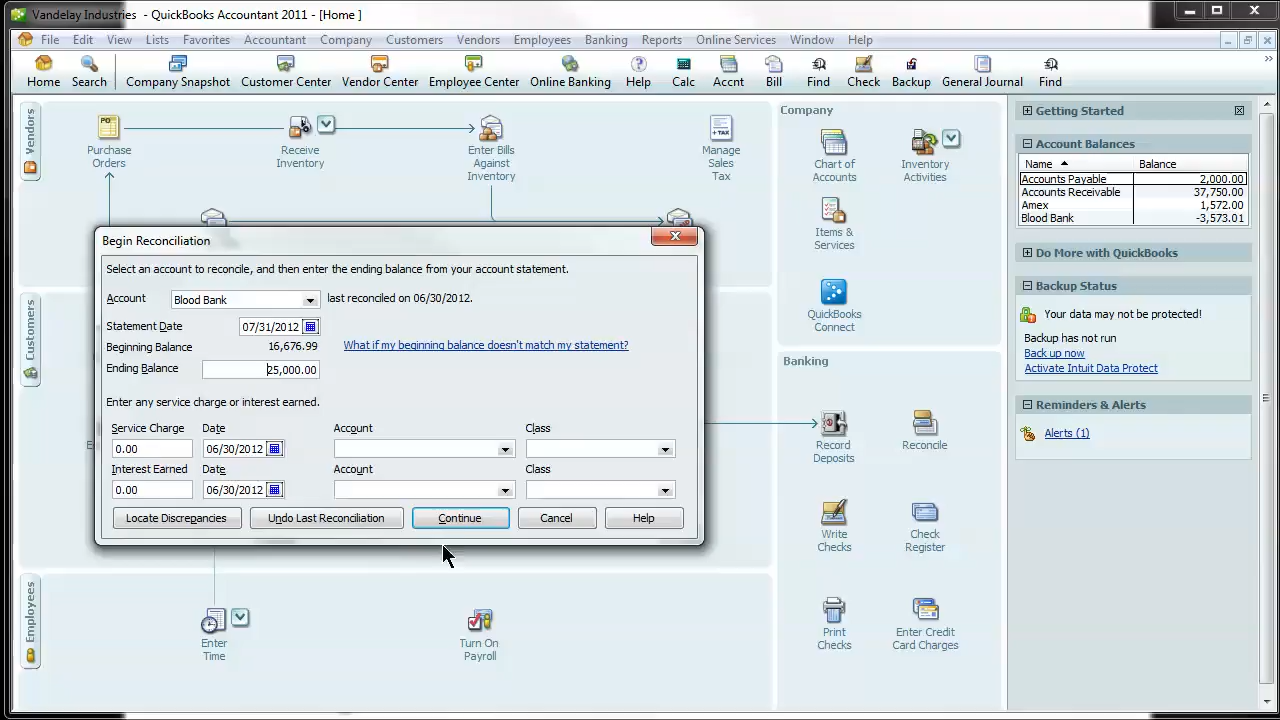 Vandelay Industries - QuickBooks Accountant 2011 - [Home ]
File Edit View Lists Favorites Accountant Company Customers Vendors Employees Banking Reports Online Services Window Help
Home Search Company Snapshot Customer Center Vendor Center Employee Center Online Banking Help Calc Accnt Bill Find Check Backup General Journal Find
Vendors
PO
Purchase
Orders
Receive
Inventory
Enter Bills
Against
Inventory
+ TAX
Manage
Sales
Tax
Begin Reconciliation
Select an account to reconcile, and then enter the ending balance from your account statement.
Account Blood Bank last reconciled on 06/30/2012.
Statement Date 07/31/2012
Beginning Balance 16,676.99 What if my beginning balance doesn't match my statement?
Ending Balance 25,000.00
Enter any service charge or interest earned.
Service Charge Date Account Class
0.00 06/30/2012
Interest Earned Date Account Class
0.00 06/30/2012
Locate Discrepancies Undo Last Reconciliation Continue Cancel Help
Customers
Employees
Enter
Time
Turn On
Payroll
Company
Chart of
Accounts
Inventory
Activities
Items &
Services
QuickBooks
Connect
Banking
Record
Deposits
Reconcile
Write
Checks
Check
Register
Print
Checks
Enter Credit
Card Charges
Getting Started
Account Balances
Name Balance
Accounts Payable 2,000.00
Accounts Receivable 37,750.00
Amex 1,572.00
Blood Bank -3,573.01
Do More with QuickBooks
Backup Status
Your data may not be protected!
Backup has not run
Back up now
Activate Intuit Data Protect
Reminders & Alerts
Alerts (1)